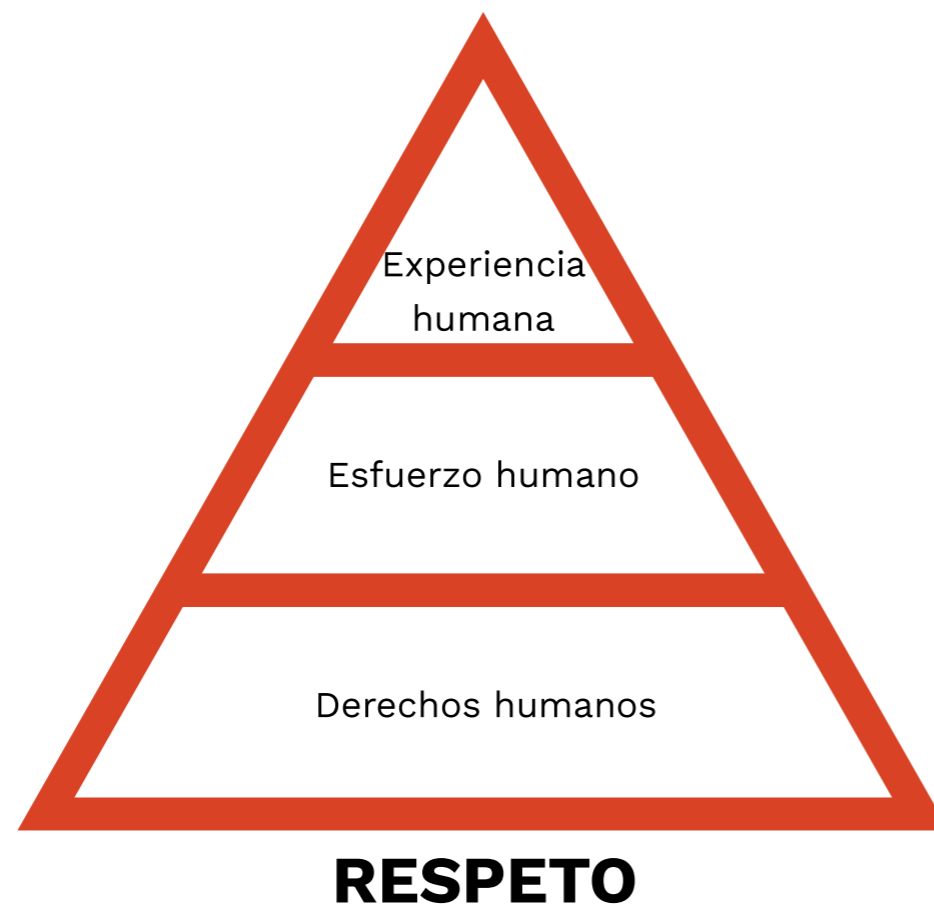 Experiencia
humana
Esfuerzo humano
Derechos humanos
RESPETO